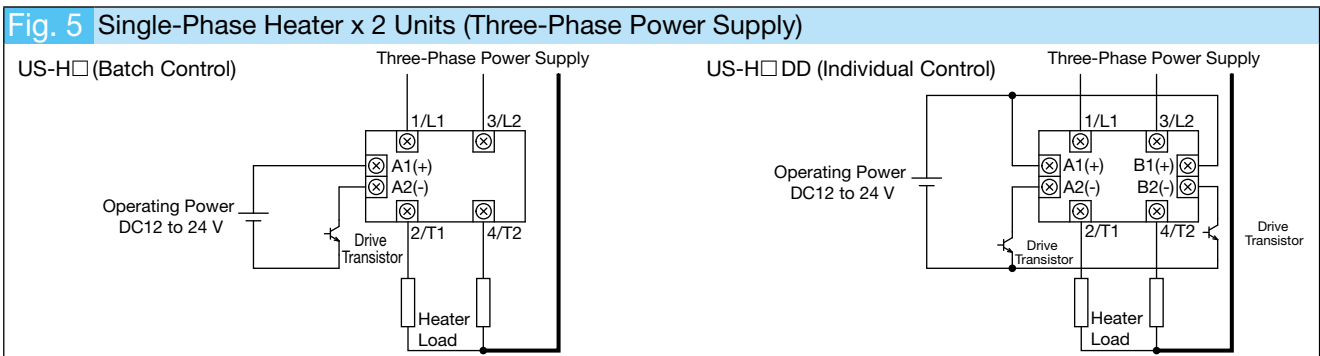 Fig. 5 Single-Phase Heater x 2 Units (Three-Phase Power Supply)
US-H□ (Batch Control)
Three-Phase Power Supply
1/L1
3/L2
A1(+)
A2(-)
Operating Power
DC12 to 24 V
Drive
Transistor
2/T1
4/T2
Heater
Load
US-H□ DD (Individual Control)
Three-Phase Power Supply
1/L1
3/L2
A1(+)
B1(+)
A2(-)
B2(-)
Operating Power
DC12 to 24 V
Drive
Transistor
2/T1
4/T2
Drive
Transistor
Heater
Load